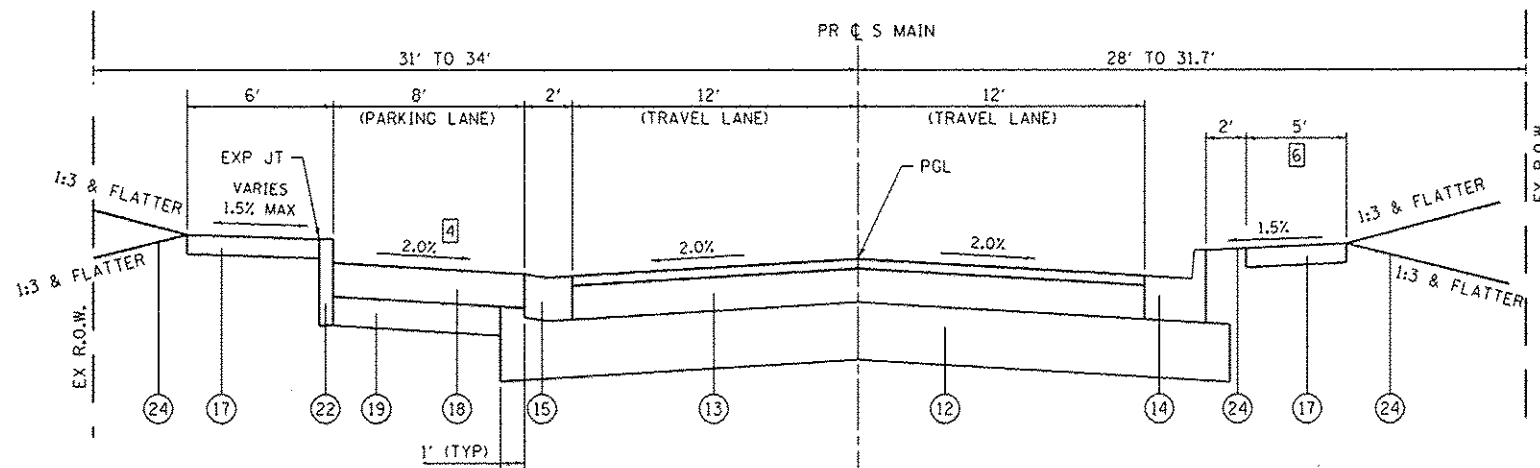 PR ℄ S MAIN
31' TO 34'
28' TO 31.7'
6'
8'
(PARKING LANE)
2'
12'
(TRAVEL LANE)
12'
(TRAVEL LANE)
2'
5'
6
EXP JT
VARIES
1.5% MAX
PGL
1:3 & FLATTER
1:3 & FLATTER
4
2.0%
2.0%
2.0%
1.5%
1:3 & FLATTER
1:3 & FLATTER
EX R.O.W.
EX R.O.W.
24
17
22
19
18
15
13
12
14
24
17
24
1' (TYP)